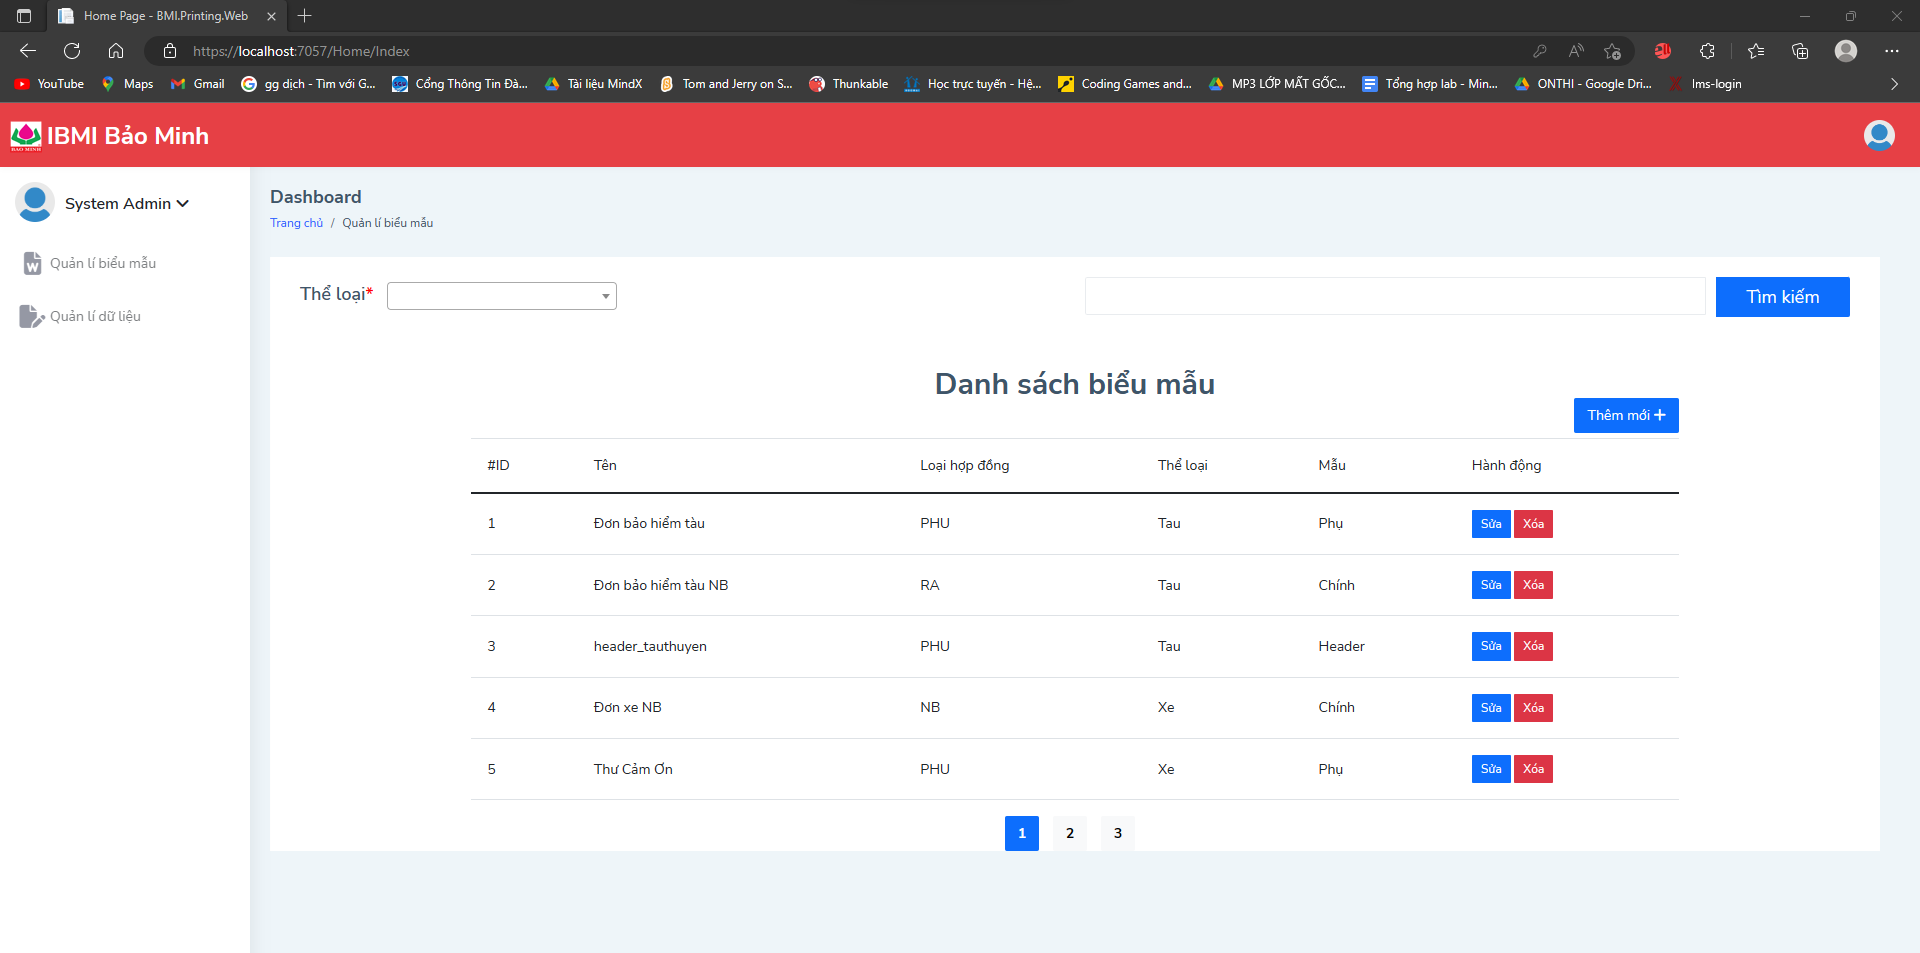 Home Page - BMI.Printing.Web
https://localhost:7057/Home/Index
YouTube Maps Gmail gg dịch - Tìm với G... Cổng Thông Tin Đà... Tài liệu MindX Tom and Jerry on S... Thunkable Học trực tuyến - Hệ... Coding Games and... MP3 LỚP MẤT GỐC... Tổng hợp lab - Min... ONTHI - Google Dri... lms-login
IBMI Bảo Minh
System Admin
Quản lí biểu mẫu
Quản lí dữ liệu
Dashboard
Trang chủ / Quản lí biểu mẫu
Thể loại* Tìm kiếm
Danh sách biểu mẫu
Thêm mới +
#ID Tên Loại hợp đồng Thể loại Mẫu Hành động
1 Đơn bảo hiểm tàu PHU Tau Phụ Sửa Xóa
2 Đơn bảo hiểm tàu NB RA Tau Chính Sửa Xóa
3 header_tauthuyen PHU Tau Header Sửa Xóa
4 Đơn xe NB NB Xe Chính Sửa Xóa
5 Thư Cảm Ơn PHU Xe Phụ Sửa Xóa
1 2 3